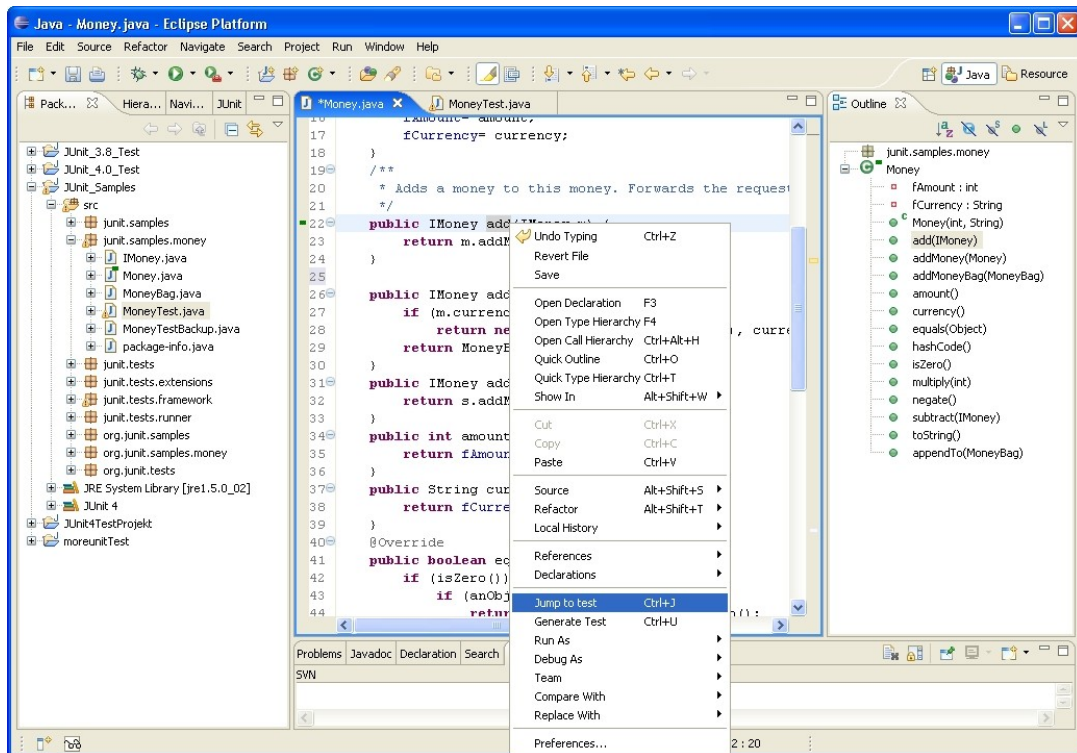 Java - Money.java - Eclipse Platform
File Edit Source Refactor Navigate Search Project Run Window Help
Java Resource
Pack... Hiera... Navi... JUnit
JUnit_3.8_Test
JUnit_4.0_Test
JUnit_Samples
src
junit.samples
junit.samples.money
IMoney.java
Money.java
MoneyBag.java
MoneyTest.java
MoneyTestBackup.java
package-info.java
junit.tests
junit.tests.extensions
junit.tests.framework
junit.tests.runner
org.junit.samples
org.junit.samples.money
org.junit.tests
JRE System Library [jre1.5.0_02]
JUnit 4
JUnit4TestProjekt
moreunitTest
*Money.java MoneyTest.java
16 fAmount= amount;
17 fCurrency= currency;
18 }
19 /**
20 * Adds a money to this money. Forwards the request
21 */
22 public IMoney add(IMoney m) {
23 return m.addM
24 }
25
26 public IMoney add
27 if (m.currenc
28 return ne ), curre
29 return MoneyB
30 }
31 public IMoney add
32 return s.addM
33 }
34 public int amount
35 return fAmoun
36 }
37 public String cur
38 return fCurre
39 }
40 @Override
41 public boolean eq
42 if (isZero())
43 if (anObj
44 retur ():
Undo Typing Ctrl+Z
Revert File
Save
Open Declaration F3
Open Type Hierarchy F4
Open Call Hierarchy Ctrl+Alt+H
Quick Outline Ctrl+O
Quick Type Hierarchy Ctrl+T
Show In Alt+Shift+W
Cut Ctrl+X
Copy Ctrl+C
Paste Ctrl+V
Source Alt+Shift+S
Refactor Alt+Shift+T
Local History
References
Declarations
Jump to test Ctrl+J
Generate Test Ctrl+U
Run As
Debug As
Team
Compare With
Replace With
Preferences...
Outline
junit.samples.money
Money
fAmount : int
fCurrency : String
Money(int, String)
add(IMoney)
addMoney(Money)
addMoneyBag(MoneyBag)
amount()
currency()
equals(Object)
hashCode()
isZero()
multiply(int)
negate()
subtract(IMoney)
toString()
appendTo(MoneyBag)
Problems Javadoc Declaration Search
SVN
2 : 20